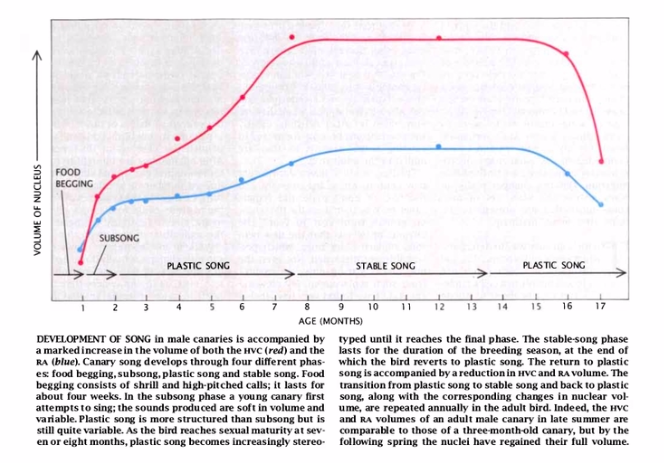 VOLUME OF NUCLEUS
FOOD
BEGGING
SUBSONG
PLASTIC SONG
STABLE SONG
PLASTIC SONG
1 2 3 4 5 6 7 8 9 10 11 12 13 14 15 16 17
AGE (MONTHS)
DEVELOPMENT OF SONG in male canaries is accompanied by
a marked increase in the volume of both the HVC (red) and the
RA (blue). Canary song develops through four different phas-
es: food begging, subsong, plastic song and stable song. Food
begging consists of shrill and high-pitched calls; it lasts for
about four weeks. In the subsong phase a young canary first
attempts to sing; the sounds produced are soft in volume and
variable. Plastic song is more structured than subsong but is
still quite variable. As the bird reaches sexual maturity at sev-
en or eight months, plastic song becomes increasingly stereo-
typed until it reaches the final phase. The stable-song phase
lasts for the duration of the breeding season, at the end of
which the bird reverts to plastic song. The return to plastic
song is accompanied by a reduction in HVC and RA volume. The
transition from plastic song to stable song and back to plastic
song, along with the corresponding changes in nuclear vol-
ume, are repeated annually in the adult bird. Indeed, the HVC
and RA volumes of an adult male canary in late summer are
comparable to those of a three-month-old canary, but by the
following spring the nuclei have regained their full volume.